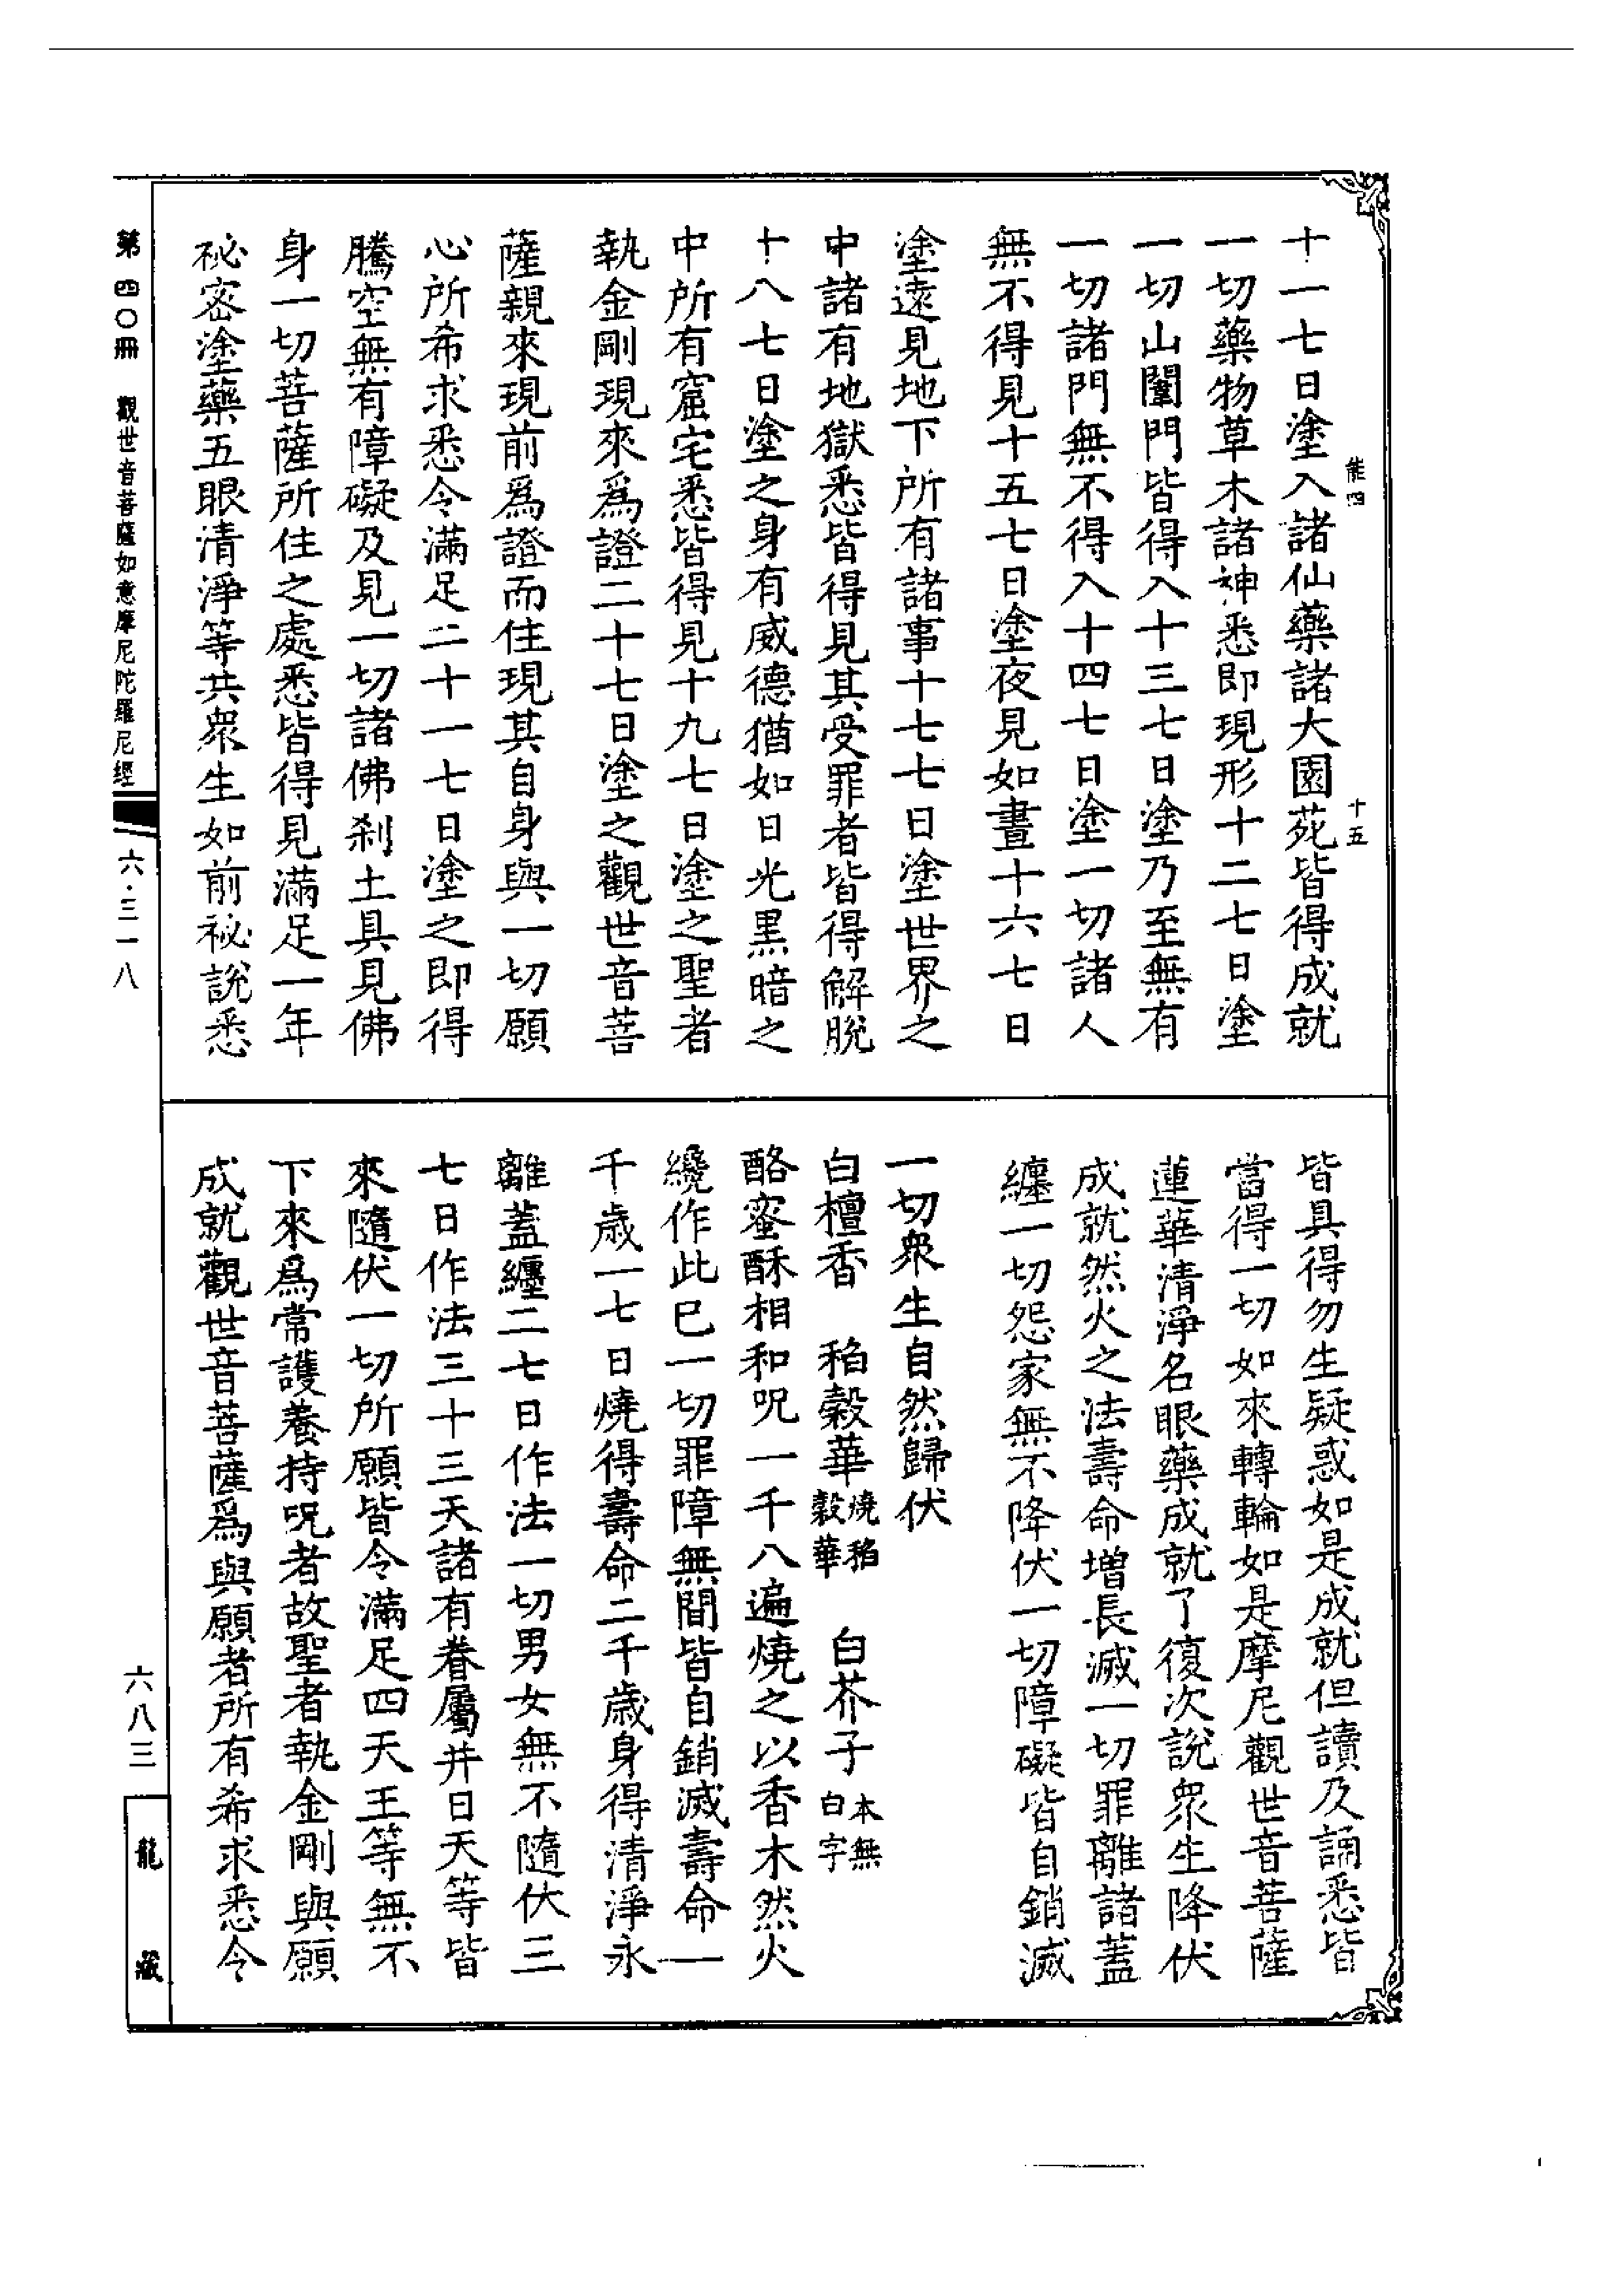 十一七日塗入諸仙藥諸大園苑皆得成就
一切藥物草木諸神悉即現形十二七日塗
一切山闥門皆得入十三七日塗乃至無有
一切諸門無不得入十四七日塗一切諸人
無不得見十五七日塗夜見如晝十六七日
塗遠見地下所有諸事十七七日塗世界之
中諸有地獄悉皆得見其受罪者皆得解脫
十八七日塗之身有威德猶如日光黑暗之
中所有窟宅悉皆得見十九七日塗之聖者
執金剛現來為證二十七日塗之觀世音菩
薩親來現前為證而住現其自身與一切願
心所希求悉令滿足二十一七日塗之即得
騰空無有障礙及見一切諸佛剎土具見佛
身一切菩薩所住之處悉皆得見滿足一年
祕密塗藥五眼清淨等共眾生如前祕說悉
能四
十五
皆具得勿生疑惑如是成就但讀及誦悉皆
當得一切如來轉輪如是摩尼觀世音菩薩
蓮華清淨名眼藥成就了復次說眾生降伏
成就然火之法壽命增長滅一切罪離諸蓋
纏一切怨家無不降伏一切障礙皆自銷滅
一切眾生自然歸伏
白檀香 稻穀華燒稻穀華 白芥子本無白字
酪蜜酥相和呪一千八遍燒之以香木然火
纔作此已一切罪障無間皆自銷滅壽命一
千歲一七日燒得壽命二千歲身得清淨永
離蓋纏二七日作法一切男女無不隨伏三
七日作法三十三天諸有眷屬并日天等皆
來隨伏一切所願皆令滿足四天王等無不
下來為常護養持呪者故聖者執金剛與願
成就觀世音菩薩為與願者所有希求悉令
第四〇冊 觀世音菩薩如意摩尼陀羅尼經
六·三一八
六八三
龍藏